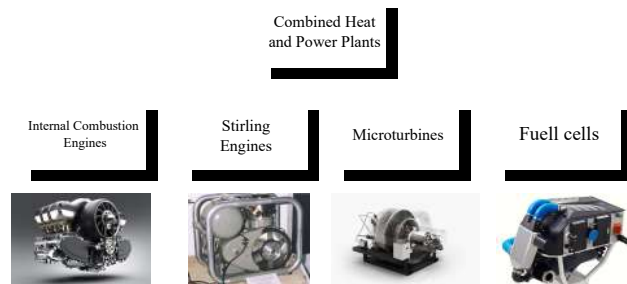 Combined Heat
and Power Plants
Internal Combustion
Engines
Stirling
Engines
Microturbines
Fuell cells